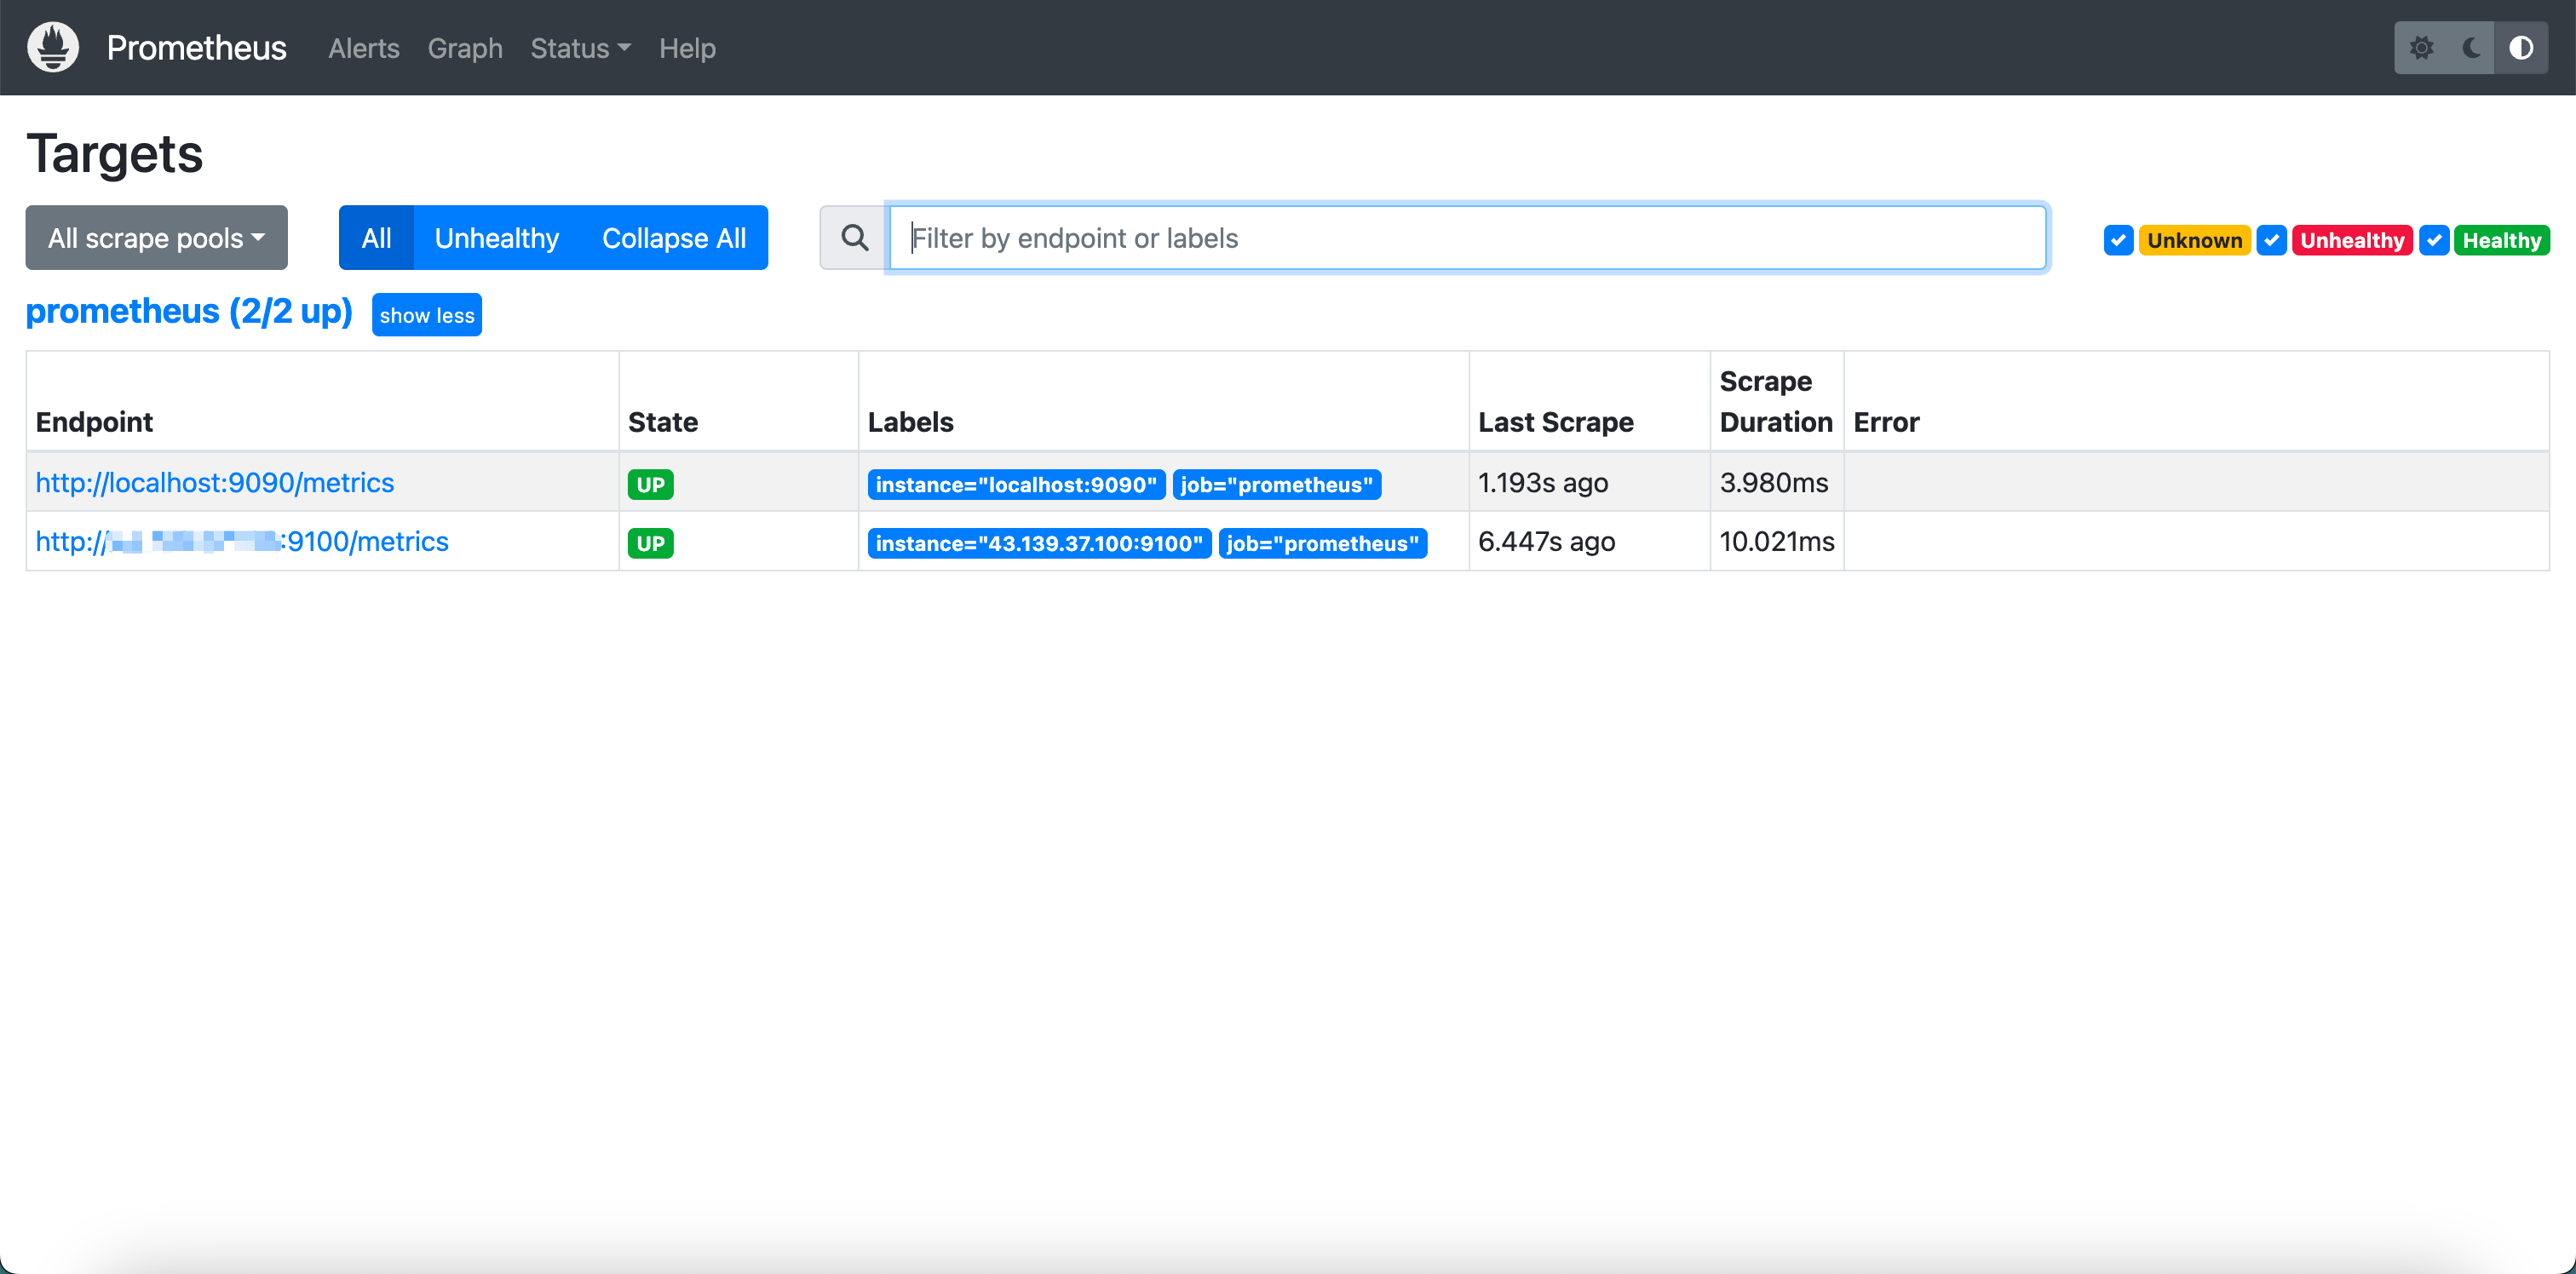 Prometheus Alerts Graph Status Help
Targets
All scrape pools All Unhealthy Collapse All Filter by endpoint or labels Unknown Unhealthy Healthy
prometheus (2/2 up) show less
Endpoint State Labels Last Scrape Scrape Duration Error
http://localhost:9090/metrics UP instance="localhost:9090" job="prometheus" 1.193s ago 3.980ms
http:// :9100/metrics UP instance="43.139.37.100:9100" job="prometheus" 6.447s ago 10.021ms